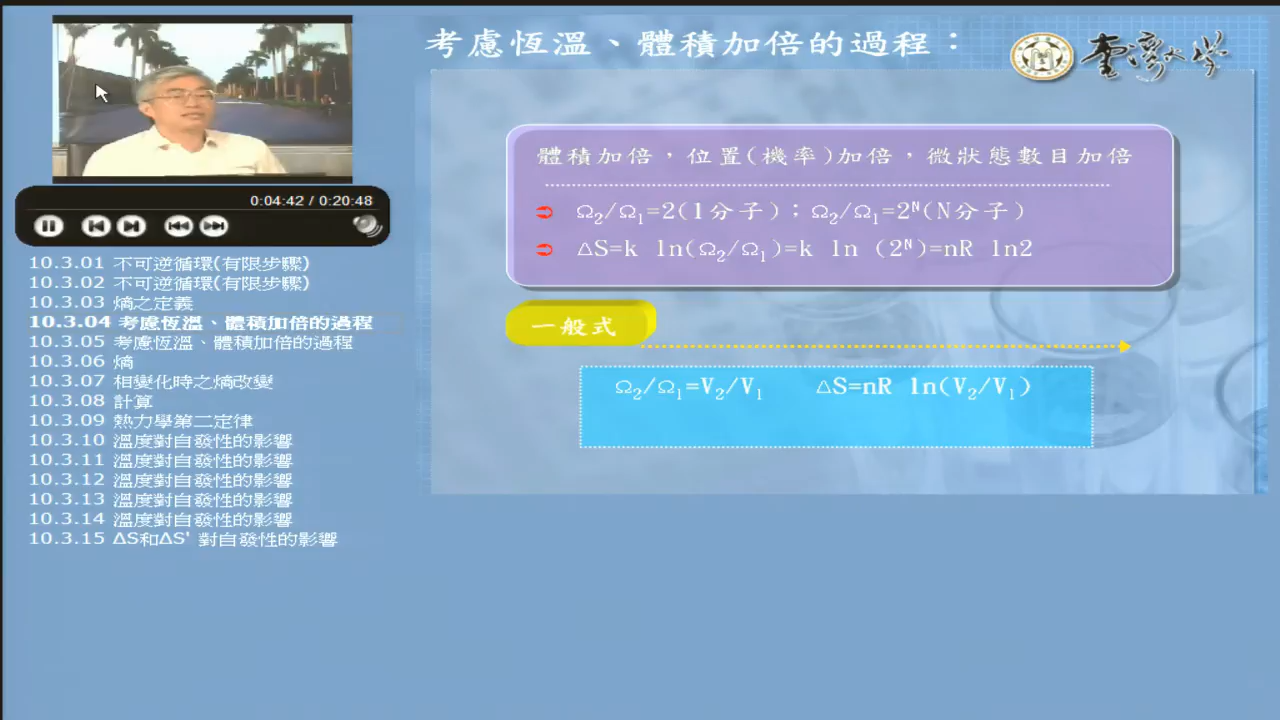 考慮恆溫、體積加倍的過程：
臺灣大學
體積加倍，位置(機率)加倍，微狀態數目加倍
Ω₂/Ω₁=2(1分子)；Ω₂/Ω₁=2ᴺ(N分子)
△S=k ln(Ω₂/Ω₁)=k ln (2ᴺ)=nR ln2
一般式
Ω₂/Ω₁=V₂/V₁ △S=nR ln(V₂/V₁)
0:04:42 / 0:20:48
10.3.01 不可逆循環(有限步驟)
10.3.02 不可逆循環(有限步驟)
10.3.03 熵之定義
10.3.04 考慮恆溫、體積加倍的過程
10.3.05 考慮恆溫、體積加倍的過程
10.3.06 熵
10.3.07 相變化時之熵改變
10.3.08 計算
10.3.09 熱力學第二定律
10.3.10 溫度對自發性的影響
10.3.11 溫度對自發性的影響
10.3.12 溫度對自發性的影響
10.3.13 溫度對自發性的影響
10.3.14 溫度對自發性的影響
10.3.15 ΔS和ΔS' 對自發性的影響